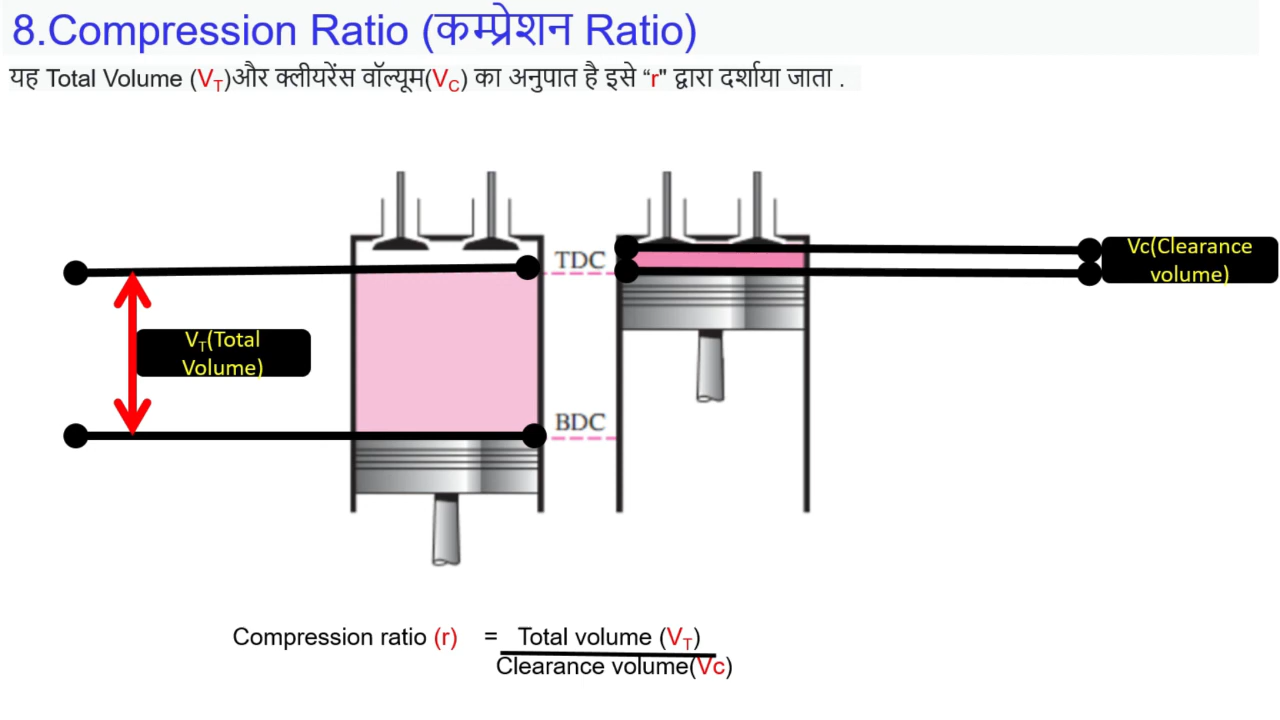 8.Compression Ratio (कम्प्रेशन Ratio)
यह Total Volume (VT)और क्लीयरेंस वॉल्यूम(VC) का अनुपात है इसे “r" द्वारा दर्शाया जाता .
TDC
Vc(Clearance
volume)
VT(Total
Volume)
BDC
Compression ratio (r) = Total volume (VT)
Clearance volume(Vc)